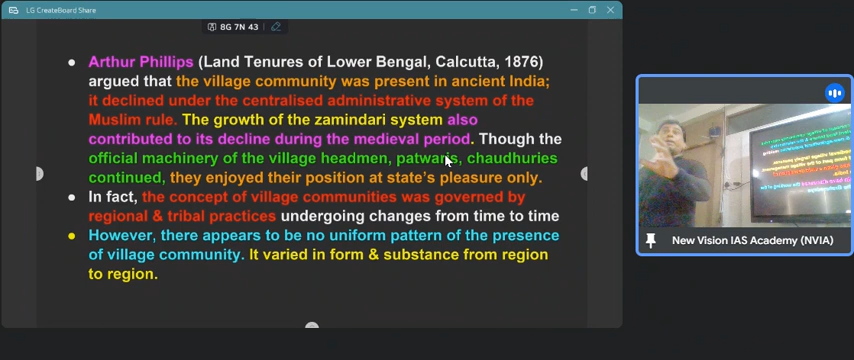 LG CreateBoard Share
8G 7N 43
Arthur Phillips (Land Tenures of Lower Bengal, Calcutta, 1876)
argued that the village community was present in ancient India;
it declined under the centralised administrative system of the
Muslim rule. The growth of the zamindari system also
contributed to its decline during the medieval period. Though the
official machinery of the village headmen, patwaris, chaudhuries
continued, they enjoyed their position at state's pleasure only.
In fact, the concept of village communities was governed by
regional & tribal practices undergoing changes from time to time
However, there appears to be no uniform pattern of the presence
of village community. It varied in form & substance from region
to region.
New Vision IAS Academy (NVIA)